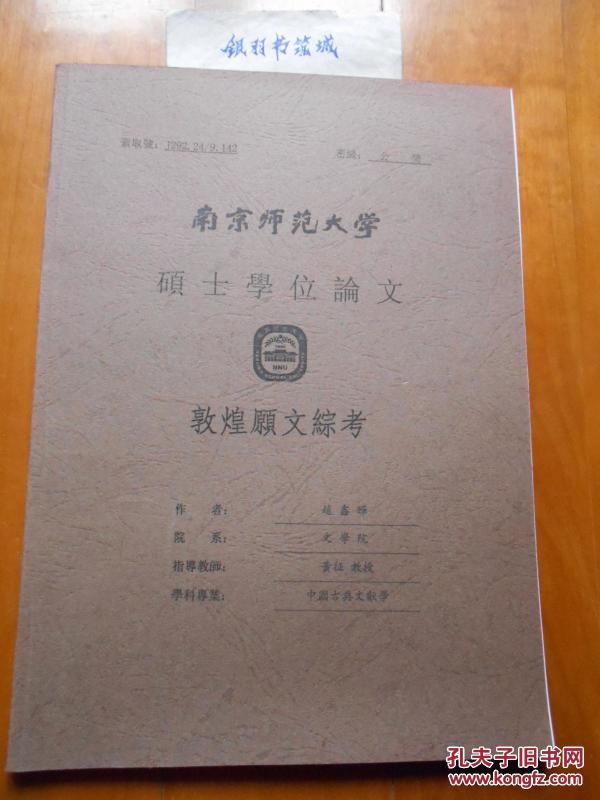 银羽书箧城
索取號：J292.24/9.142
密級：公開
南京师范大学
碩士學位論文
NNU
敦煌願文綜考
作者：趙鑫曄
院系：文學院
指導教師：黃征 教授
學科專業：中國古典文獻學
孔夫子旧书网
www.kongfz.com